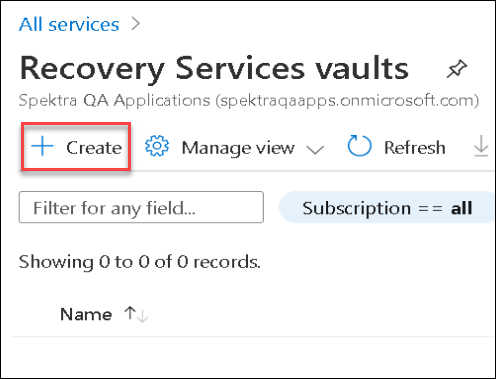 All services >
Recovery Services vaults
Spektra QA Applications (spektraqaapps.onmicrosoft.com)
+ Create Manage view Refresh
Filter for any field... Subscription == all
Showing 0 to 0 of 0 records.
Name ↑↓